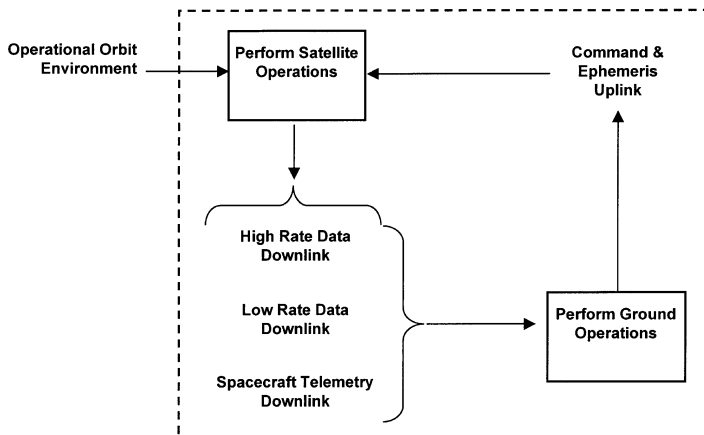 Operational Orbit
Environment
Perform Satellite
Operations
Command &
Ephemeris
Uplink
High Rate Data
Downlink
Low Rate Data
Downlink
Spacecraft Telemetry
Downlink
Perform Ground
Operations